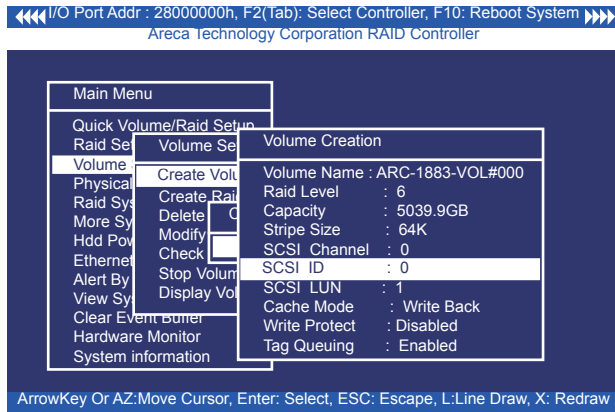 I/O Port Addr : 28000000h, F2(Tab): Select Controller, F10: Reboot System
Areca Technology Corporation RAID Controller
Main Menu
Quick Volume/Raid Setup
Raid Set
Volume
Physical
Raid Sys
More Sy
Hdd Pow
Ethernet
Alert By
View Sy
Clear Event Buffer
Hardware Monitor
System information
Volume Se
Create Volu
Create Rai
Delete
Modify
Check
Stop Volum
Display Vol
C
Volume Creation
Volume Name : ARC-1883-VOL#000
Raid Level : 6
Capacity : 5039.9GB
Stripe Size : 64K
SCSI Channel : 0
SCSI ID : 0
SCSI LUN : 1
Cache Mode : Write Back
Write Protect : Disabled
Tag Queuing : Enabled
ArrowKey Or AZ:Move Cursor, Enter: Select, ESC: Escape, L:Line Draw, X: Redraw